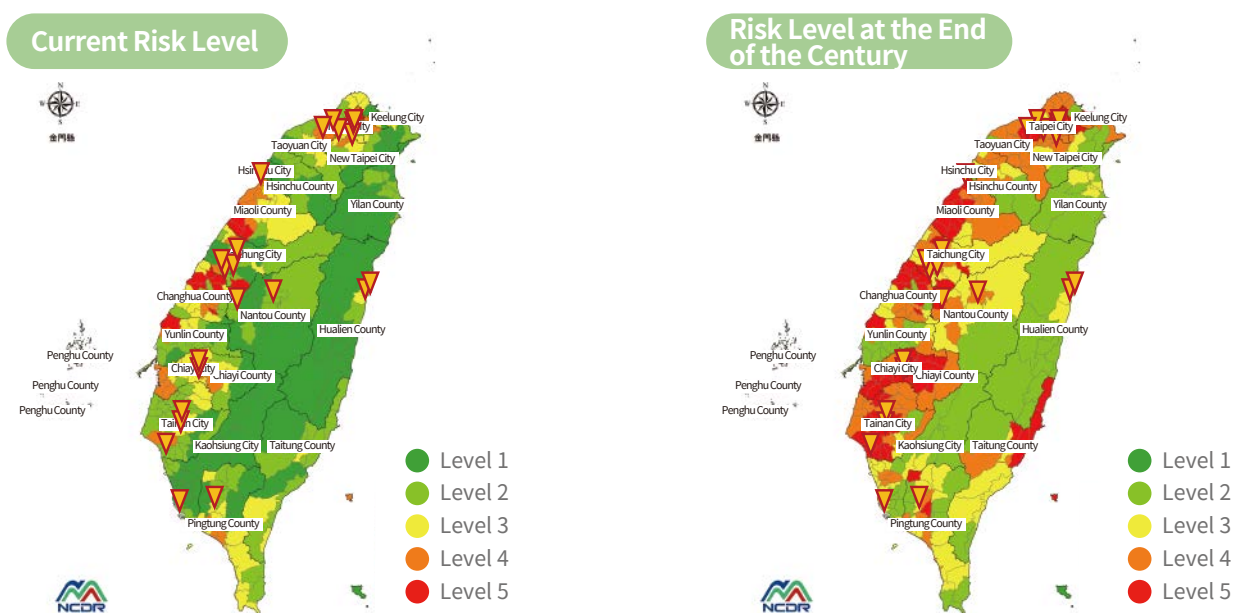 Current Risk Level
N
W
E
S
金門縣
Keelung City
Taoyuan City
New Taipei City
Hsinchu County
Yilan County
Miaoli County
Changhua County
Nantou County
Hualien County
Yunlin County
Penghu County
Chiayi County
Penghu County
Penghu County
Kaohsiung City
Taitung County
Pingtung County
Level 1
Level 2
Level 3
Level 4
Level 5
NCDR
Risk Level at the End
of the Century
N
W
E
S
金門縣
Keelung City
Taipei City
Taoyuan City
New Taipei City
Hsinchu City
Hsinchu County
Yilan County
Miaoli County
Taichung City
Changhua County
Nantou County
Hualien County
Yunlin County
Penghu County
Chiayi City
Chiayi County
Penghu County
Penghu County
Tainan City
Kaohsiung City
Taitung County
Pingtung County
Level 1
Level 2
Level 3
Level 4
Level 5
NCDR